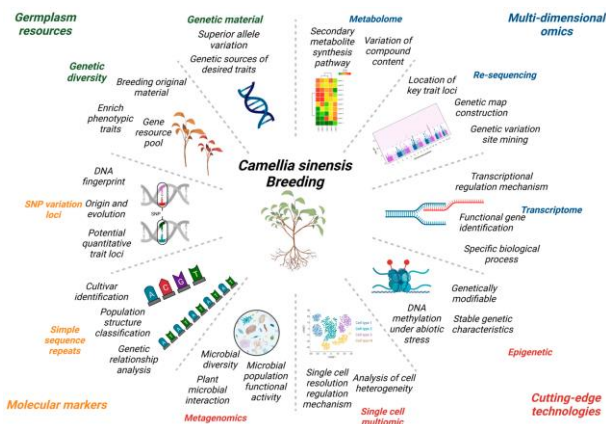 Germplasm
resources
Genetic material
Superior allele
variation
Genetic sources of
desired traits
Metabolome
Secondary
metabolite
synthesis
pathway
Variation of
compound
content
Multi-dimensional
omics
Genetic
diversity
Breeding original
material
Enrich
phenotypic
traits
Gene
resource
pool
Location of
key trait loci
Re-sequencing
Genetic map
construction
Genetic variation
site mining
Camellia sinensis
Breeding
DNA
fingerprint
SNP variation
loci
Origin and
evolution
Potential
quantitative
trait loci
SNP
Transcriptional
regulation mechanism
Transcriptome
Functional gene
identification
Specific biological
process
Cultivar
identification
Population
structure
classification
Simple
sequence
repeats
Genetic
relationship
analysis
A
C
G
T
Genetically
modifiable
DNA
methylation
under abiotic
stress
Stable genetic
characteristics
Epigenetic
Microbial
diversity
Plant
microbial
interaction
Microbial
population
functional
activity
Metagenomics
Single cell
resolution
regulation
mechanism
Analysis of cell
heterogeneity
Single cell
multiomic
Molecular markers
Cutting-edge
technologies